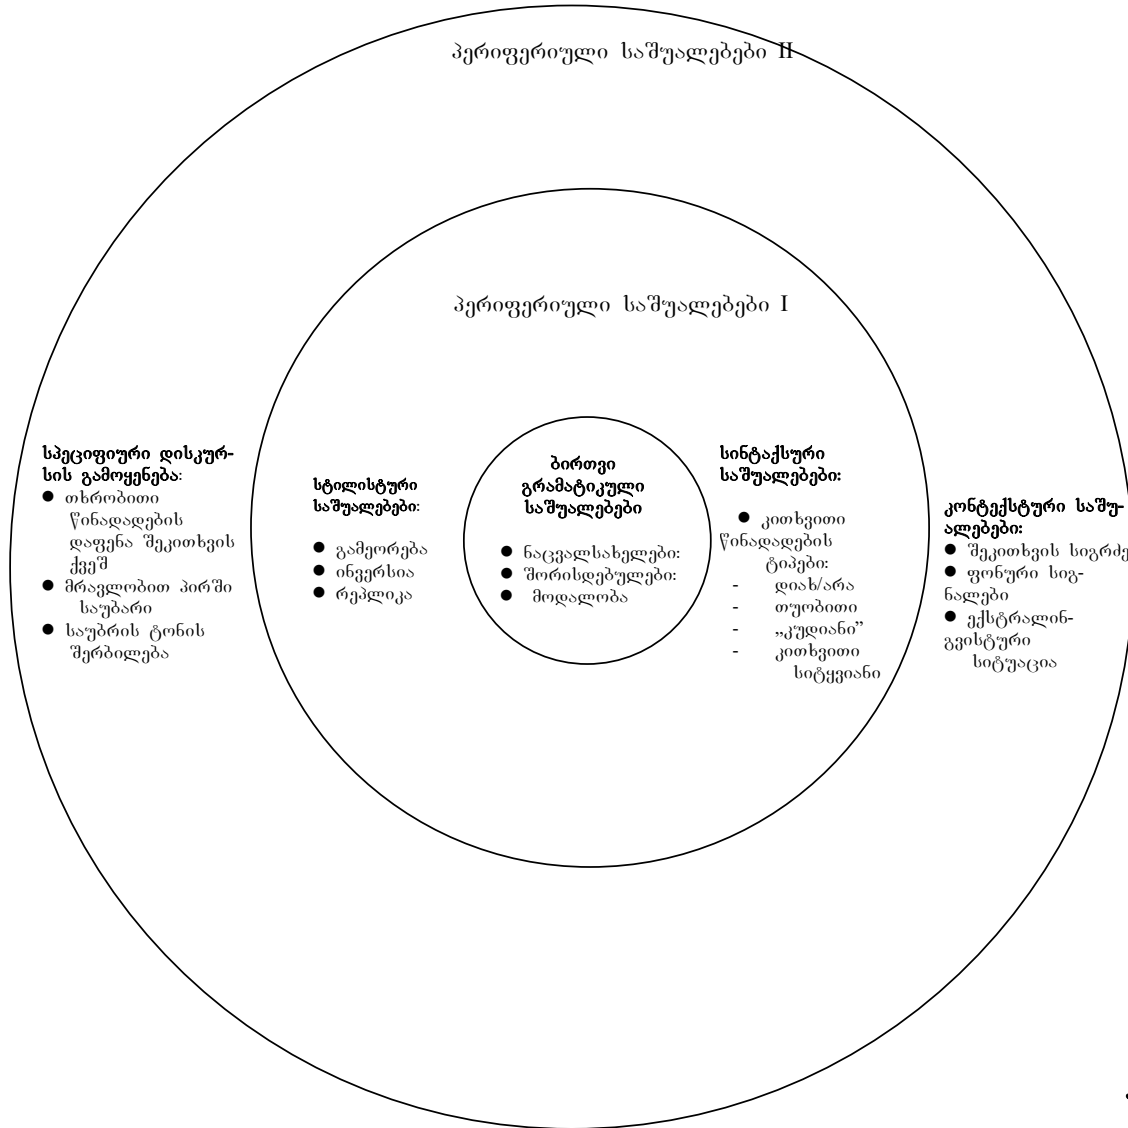 პერიფერიული საშუალებები II
პერიფერიული საშუალებები I
სპეციფიური დისკურ-
სის გამოყენება:
● თხრობითი
წინადადების
დაფენა შეკითხვის
ქვეშ
● მრავლობით პირში
საუბარი
● საუბრის ტონის
შერბილება
სტილისტური
საშუალებები:
● გამეორება
● ინვერსია
● რეპლიკა
ბირთვი
გრამატიკული
საშუალებები
● ნაცვალსახელები:
● შორისდებულები:
● მოდალობა
სინტაქსური
საშუალებები:
● კითხვითი
წინადადების
ტიპები:
- დიახ/არა
- თუობითი
- „კუდიანი”
- კითხვითი
სიტყვიანი
კონტექსტური საშუ-
ალებები:
● შეკითხვის სიგრძე
● ფონური სიგ-
ნალები
● ექსტრალინ-
გვისტური
სიტუაცია